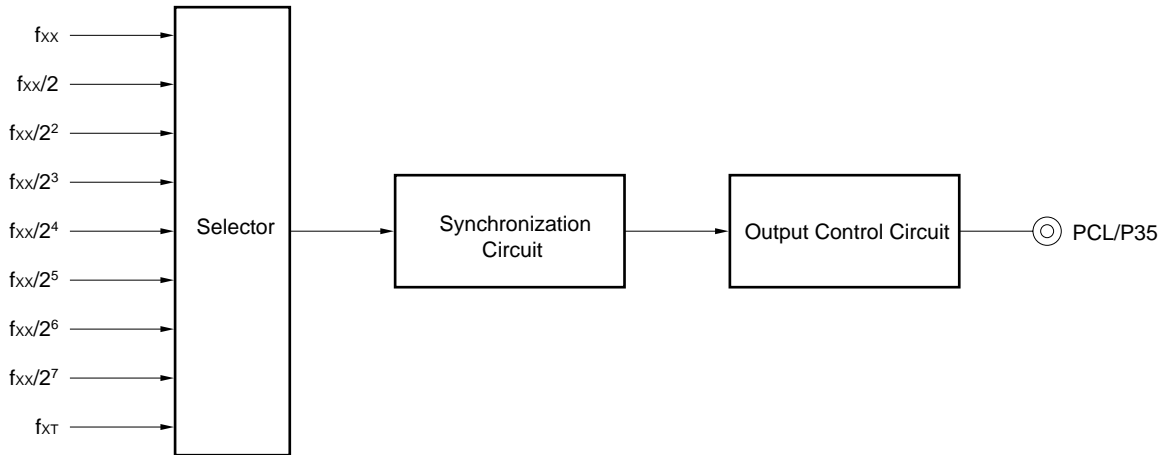 fXX
fXX/2
fXX/2²
fXX/2³
fXX/2⁴
fXX/2⁵
fXX/2⁶
fXX/2⁷
fXT
Selector
Synchronization
Circuit
Output Control Circuit
PCL/P35